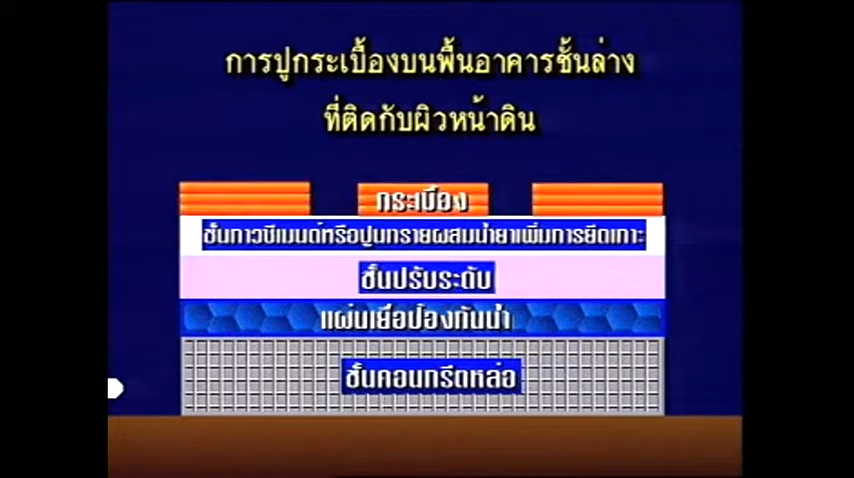 การปูกระเบื้องบนพื้นอาคารชั้นล่าง
ที่ติดกับผิวหน้าดิน
กระเบื้อง
ชั้นกาวซีเมนต์หรือปูนทรายผสมน้ำยาเพิ่มการยึดเกาะ
ชั้นปรับระดับ
แผ่นเยื่อป้องกันน้ำ
ชั้นคอนกรีตหล่อ